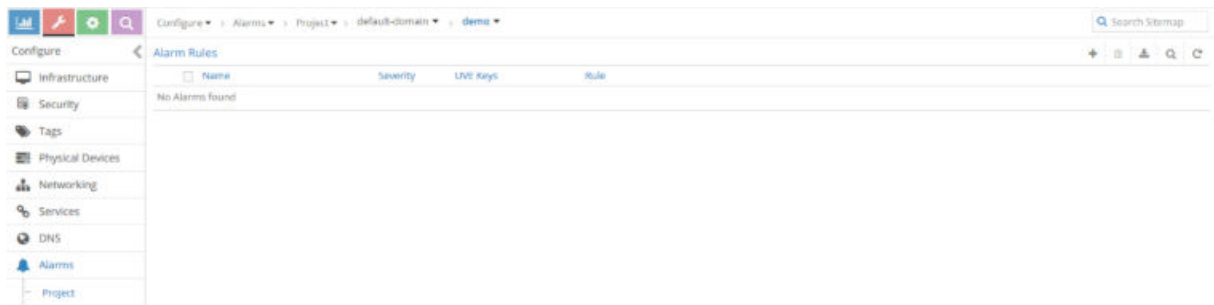 Configure › Alarms › Project › default-domain › demo
Search Sitemap
Configure
Alarm Rules
Infrastructure
Name Severity UVE Keys Rule
No Alarms found
Security
Tags
Physical Devices
Networking
Services
DNS
Alarms
Project